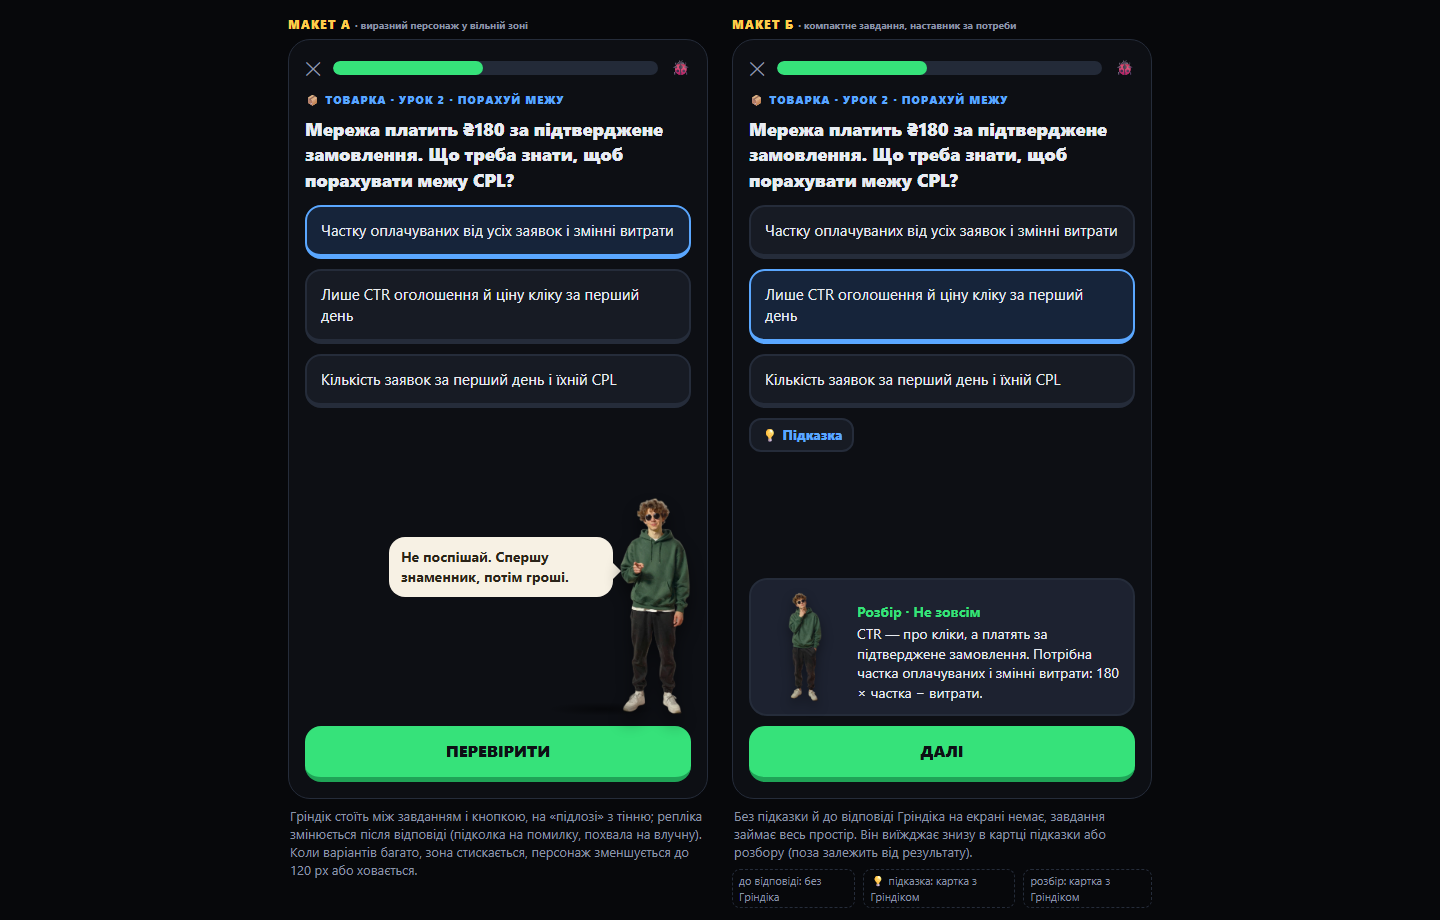 МАКЕТ А · виразний персонаж у вільній зоні
ТОВАРКА · УРОК 2 · ПОРАХУЙ МЕЖУ
Мережа платить ₴180 за підтверджене
замовлення. Що треба знати, щоб
порахувати межу CPL?
Частку оплачуваних від усіх заявок і змінні витрати
Лише CTR оголошення й ціну кліку за перший
день
Кількість заявок за перший день і їхній CPL
Не поспішай. Спершу
знаменник, потім гроші.
ПЕРЕВІРИТИ
Гріндік стоїть між завданням і кнопкою, на «підлозі» з тінню; репліка
змінюється після відповіді (підколка на помилку, похвала на влучну).
Коли варіантів багато, зона стискається, персонаж зменшується до
120 px або ховається.
МАКЕТ Б · компактне завдання, наставник за потреби
ТОВАРКА · УРОК 2 · ПОРАХУЙ МЕЖУ
Мережа платить ₴180 за підтверджене
замовлення. Що треба знати, щоб
порахувати межу CPL?
Частку оплачуваних від усіх заявок і змінні витрати
Лише CTR оголошення й ціну кліку за перший
день
Кількість заявок за перший день і їхній CPL
Підказка
Розбір · Не зовсім
CTR — про кліки, а платять за
підтверджене замовлення. Потрібна
частка оплачуваних і змінні витрати: 180
× частка − витрати.
ДАЛІ
Без підказки й до відповіді Гріндіка на екрані немає, завдання
займає весь простір. Він виїжджає знизу в картці підказки або
розбору (поза залежить від результату).
до відповіді: без
Гріндіка
підказка: картка з
Гріндіком
розбір: картка з
Гріндіком